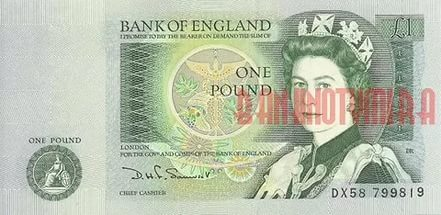 BANK OF ENGLAND
£1
I PROMISE TO PAY THE BEARER ON DEMAND THE SUM OF
ONE
POUND
BANKNOTYMIRA
ONE POUND
LONDON
FOR THE GOVR AND COMPA OF THE BANK OF ENGLAND
CHIEF CASHIER
DX58 799819